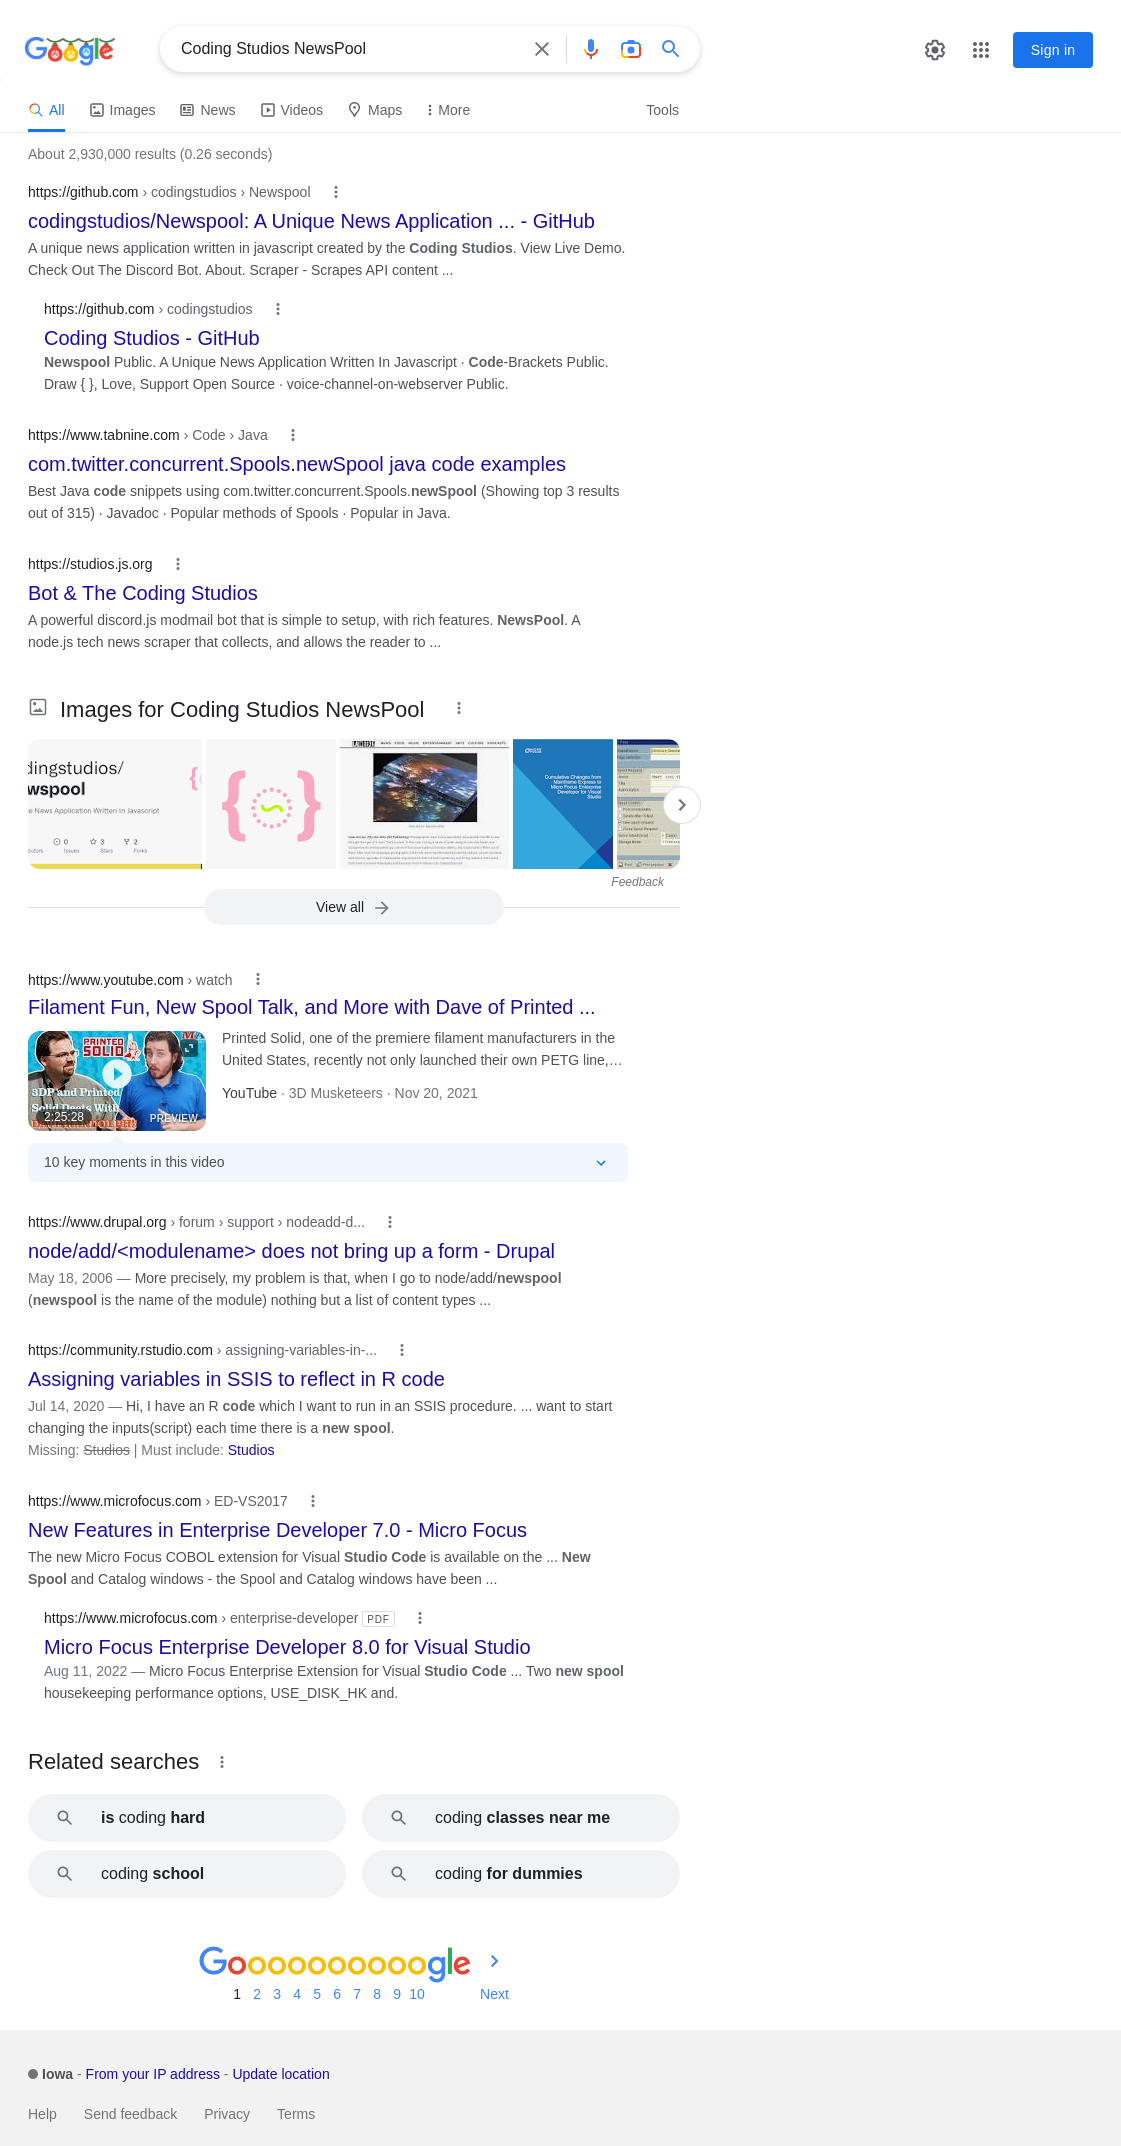 Google
Coding Studios NewsPool
Sign in
All
Images
News
Videos
Maps
More
Tools
About 2,930,000 results (0.26 seconds)
https://github.com › codingstudios › Newspool
codingstudios/Newspool: A Unique News Application ... - GitHub
A unique news application written in javascript created by the Coding Studios. View Live Demo.
Check Out The Discord Bot. About. Scraper - Scrapes API content ...
https://github.com › codingstudios
Coding Studios - GitHub
Newspool Public. A Unique News Application Written In Javascript · Code-Brackets Public.
Draw { }, Love, Support Open Source · voice-channel-on-webserver Public.
https://www.tabnine.com › Code › Java
com.twitter.concurrent.Spools.newSpool java code examples
Best Java code snippets using com.twitter.concurrent.Spools.newSpool (Showing top 3 results
out of 315) · Javadoc · Popular methods of Spools · Popular in Java.
https://studios.js.org
Bot & The Coding Studios
A powerful discord.js modmail bot that is simple to setup, with rich features. NewsPool. A
node.js tech news scraper that collects, and allows the reader to ...
Images for Coding Studios NewsPool
dingstudios/
wspool
e News Application Written In Javascript
0
3
2
Issues
Stars
Forks
Cumulative Changes from
Mainframe Express to
Micro Focus Enterprise
Developer for Visual
Studio
Feedback
View all
https://www.youtube.com › watch
Filament Fun, New Spool Talk, and More with Dave of Printed ...
PRINTED
SOLID
3DP and Printed
Solid Deets With
2:25:28
PREVIEW
Printed Solid, one of the premiere filament manufacturers in the
United States, recently not only launched their own PETG line,…
YouTube · 3D Musketeers · Nov 20, 2021
10 key moments in this video
https://www.drupal.org › forum › support › nodeadd-d...
node/add/<modulename> does not bring up a form - Drupal
May 18, 2006 — More precisely, my problem is that, when I go to node/add/newspool
(newspool is the name of the module) nothing but a list of content types ...
https://community.rstudio.com › assigning-variables-in-...
Assigning variables in SSIS to reflect in R code
Jul 14, 2020 — Hi, I have an R code which I want to run in an SSIS procedure. ... want to start
changing the inputs(script) each time there is a new spool.
Missing: Studios | Must include: Studios
https://www.microfocus.com › ED-VS2017
New Features in Enterprise Developer 7.0 - Micro Focus
The new Micro Focus COBOL extension for Visual Studio Code is available on the ... New
Spool and Catalog windows - the Spool and Catalog windows have been ...
https://www.microfocus.com › enterprise-developer PDF
Micro Focus Enterprise Developer 8.0 for Visual Studio
Aug 11, 2022 — Micro Focus Enterprise Extension for Visual Studio Code ... Two new spool
housekeeping performance options, USE_DISK_HK and.
Related searches
is coding hard
coding classes near me
coding school
coding for dummies
Goooooooooogle
1 2 3 4 5 6 7 8 9 10 Next
Iowa - From your IP address - Update location
Help Send feedback Privacy Terms